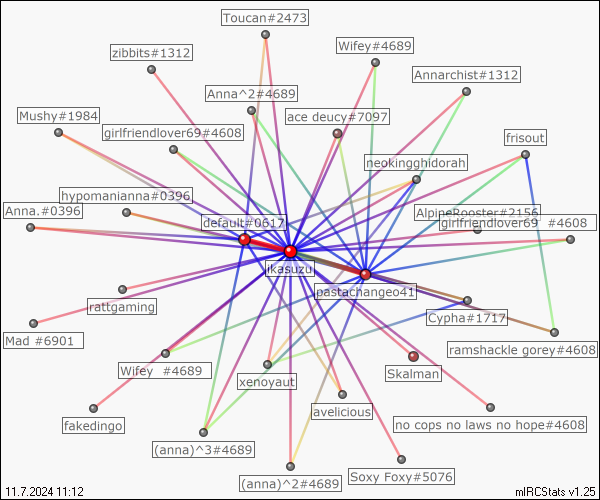 Toucan#2473
Wifey#4689
zibbits#1312
Annarchist#1312
Anna^2#4689
Mushy#1984
ace deucy#7097
girlfriendlover69#4608
frisout
neokingghidorah
hypomanianna#0396
Anna.#0396
AlpineRooster#2156
default#0617
girlfriendlover69 #4608
ikasuzu
pastachangeo41
rattgaming
Cypha#1717
Mad #6901
ramshackle gorey#4608
Wifey #4689
Skalman
xenoyaut
avelicious
fakedingo
no cops no laws no hope#4608
(anna)^3#4689
Soxy Foxy#5076
(anna)^2#4689
11.7.2024 11:12
mIRCStats v1.25